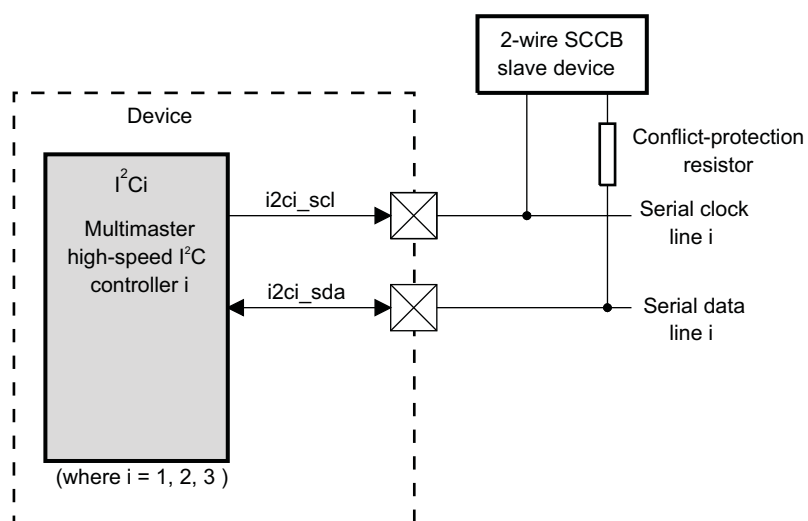 2-wire SCCB
slave device
Device
Conflict-protection
resistor
I²Ci
i2ci_scl
Serial clock
line i
Multimaster
high-speed I²C
controller i
i2ci_sda
Serial data
line i
(where i = 1, 2, 3 )